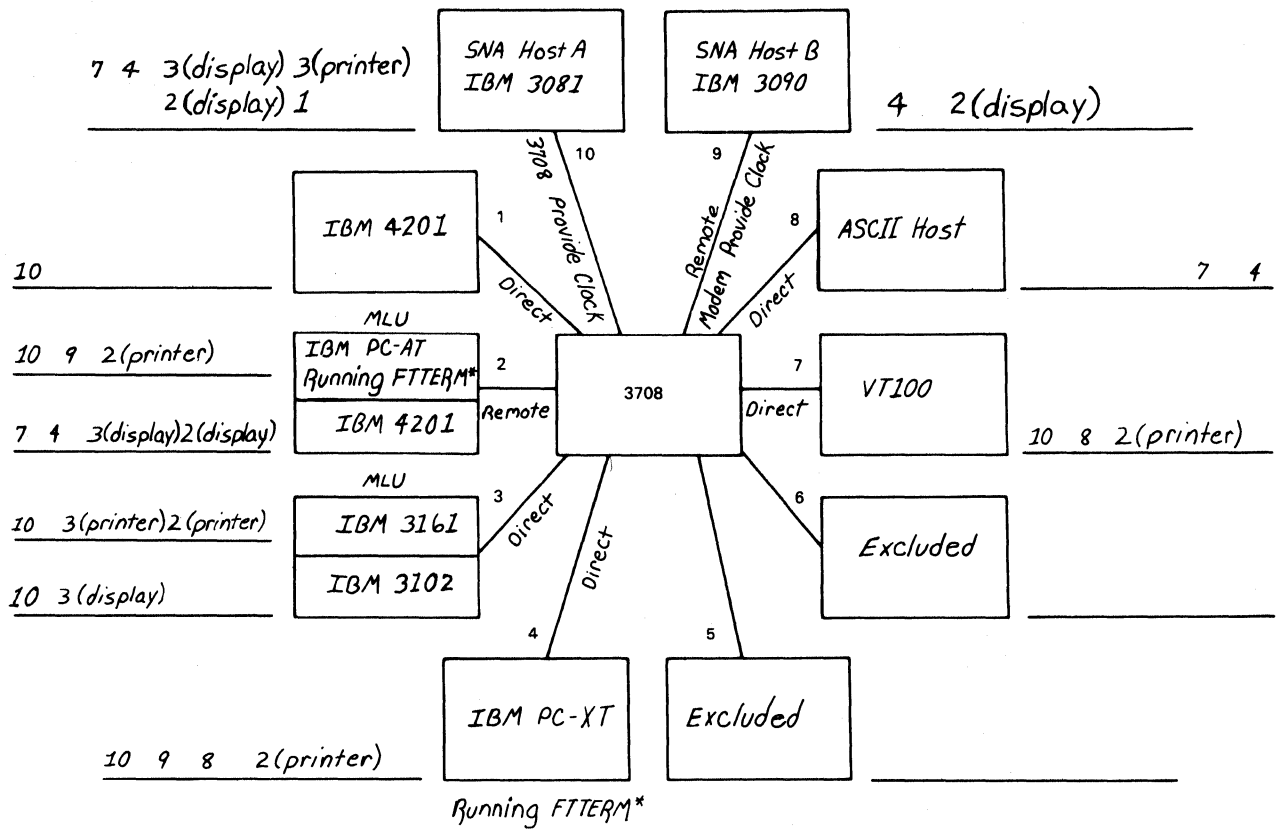 7 4 3(display) 3(printer)
2(display) 1
SNA Host A
IBM 3081
SNA Host B
IBM 3090
4 2(display)
10
3708 Provide Clock
9
Remote
Modem Provide Clock
10
IBM 4201
1
Direct
8
Direct
ASCII Host
7 4
MLU
10 9 2(printer)
IBM PC-AT
Running FTTERM*
2
Remote
7 4 3(display)2(display)
IBM 4201
3708
7
Direct
VT100
10 8 2(printer)
MLU
10 3(printer)2(printer)
IBM 3161
3
Direct
10 3(display)
IBM 3102
Direct
4
5
6
Excluded
10 9 8 2(printer)
IBM PC-XT
Running FTTERM*
Excluded